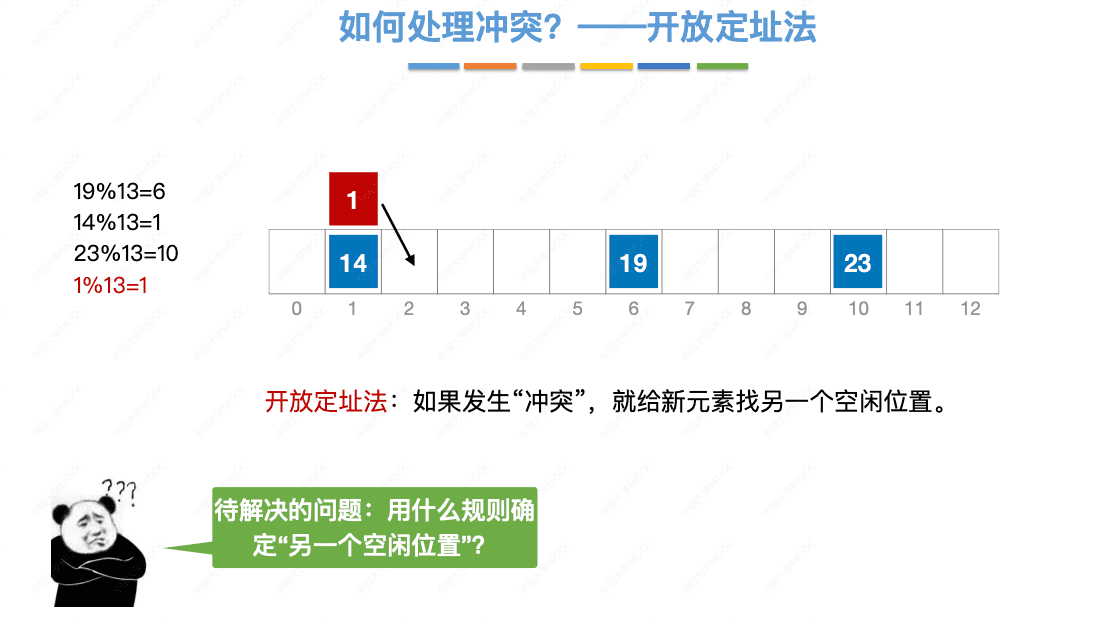 如何处理冲突？——开放定址法
19%13=6
14%13=1
23%13=10
1%13=1
1
14
19
23
0 1 2 3 4 5 6 7 8 9 10 11 12
开放定址法：如果发生“冲突”，就给新元素找另一个空闲位置。
???
待解决的问题：用什么规则确
定“另一个空闲位置”？